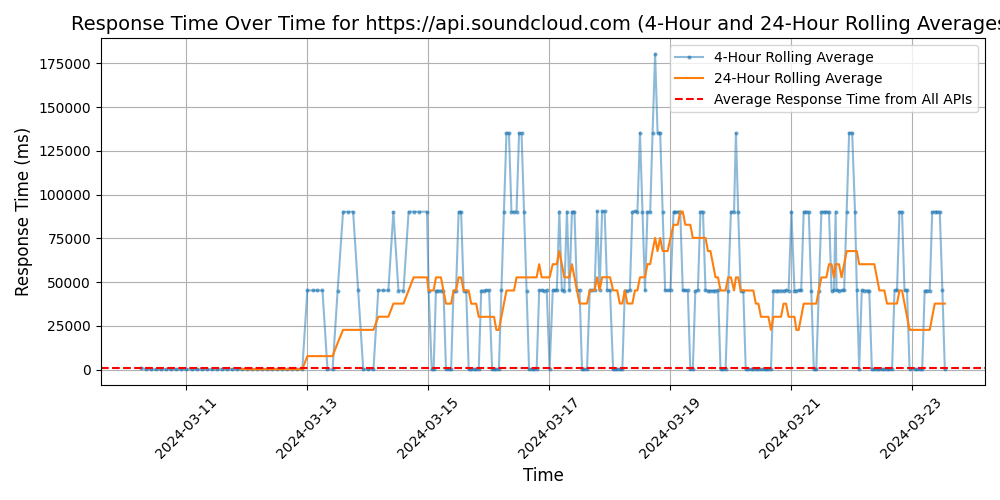 Response Time Over Time for https://api.soundcloud.com (4-Hour and 24-Hour Rolling Averages
4-Hour Rolling Average
24-Hour Rolling Average
Average Response Time from All APIs
Response Time (ms)
175000
150000
125000
100000
75000
50000
25000
0
2024-03-11
2024-03-13
2024-03-15
2024-03-17
2024-03-19
2024-03-21
2024-03-23
Time